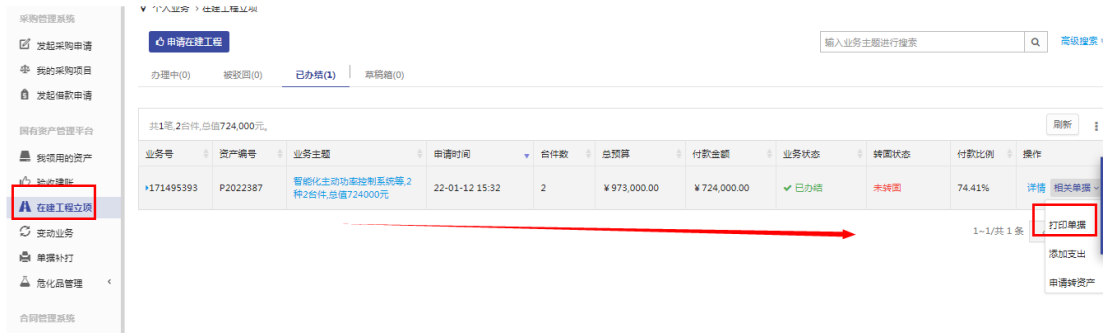 采购管理系统
个人业务 > 在建工程立项
发起采购申请
申请在建工程
输入业务主题进行搜索
高级搜索
我的采购项目
办理中(0)
被驳回(0)
已办结(1)
草稿箱(0)
发起借款申请
国有资产管理平台
共1笔,2台件,总值724,000元。
刷新
我领用的资产
业务号 资产编号 业务主题 申请时间 台件数 总预算 付款金额 业务状态 转固状态 付款比例 操作
验收建账
171495393 P2022387 智能化主动功率控制系统等,2
种2台件,总值724000元
22-01-12 15:32 2 ¥973,000.00 ¥724,000.00 已办结 未转固 74.41% 详情 相关单据
在建工程立项
变动业务
1~1/共 1 条
打印单据
单据补打
添加支出
危化品管理
申请转资产
合同管理系统